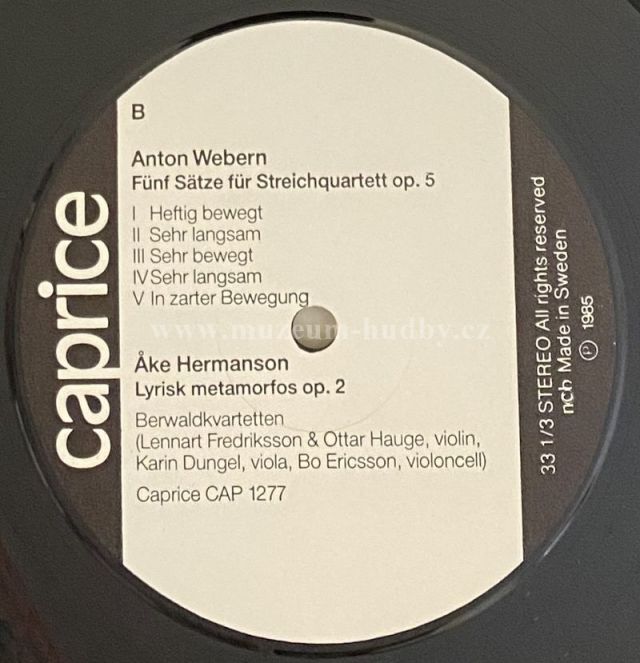 caprice
B
Anton Webern
Fünf Sätze für Streichquartett op. 5
I Heftig bewegt
II Sehr langsam
III Sehr bewegt
IV Sehr langsam
V In zarter Bewegung
www.muzeum-hudby.cz
Åke Hermanson
Lyrisk metamorfos op. 2
Berwaldkvartetten
(Lennart Fredriksson & Ottar Hauge, violin,
Karin Dungel, viola, Bo Ericsson, violoncell)
Caprice CAP 1277
33 1/3 STEREO All rights reserved
nCb Made in Sweden
Ⓟ 1985